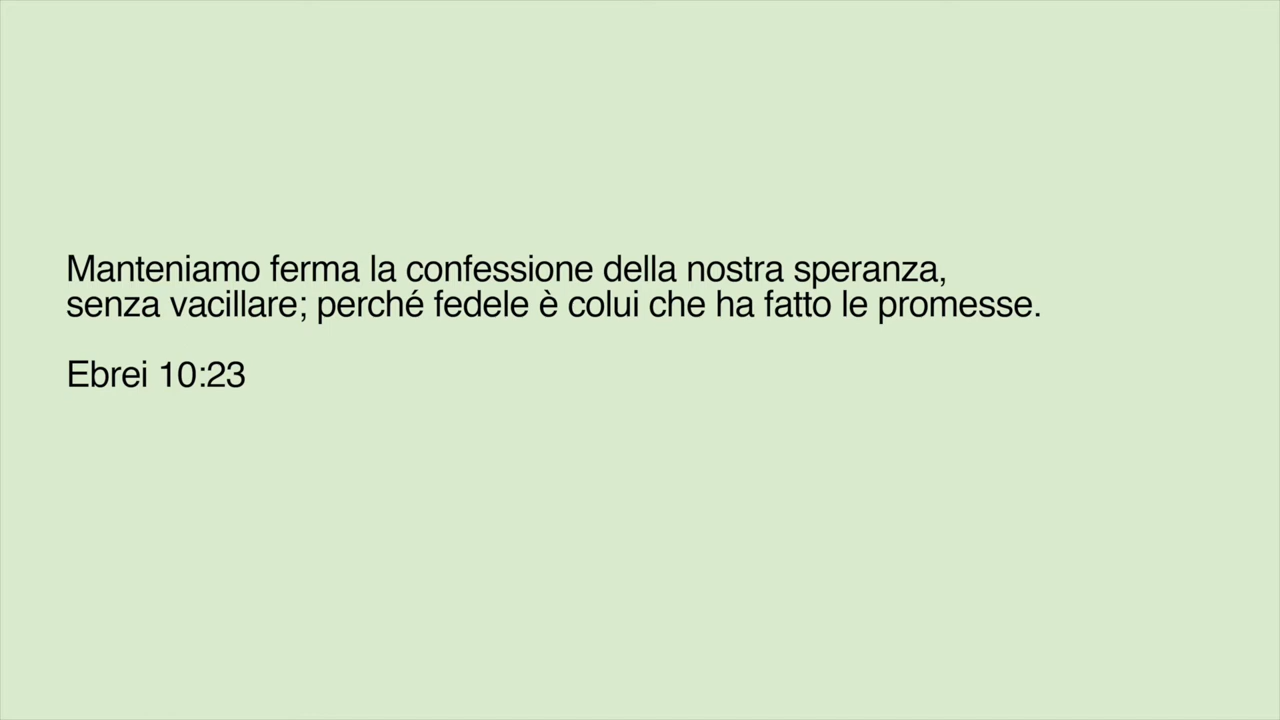 Manteniamo ferma la confessione della nostra speranza,
senza vacillare; perché fedele è colui che ha fatto le promesse.
Ebrei 10:23